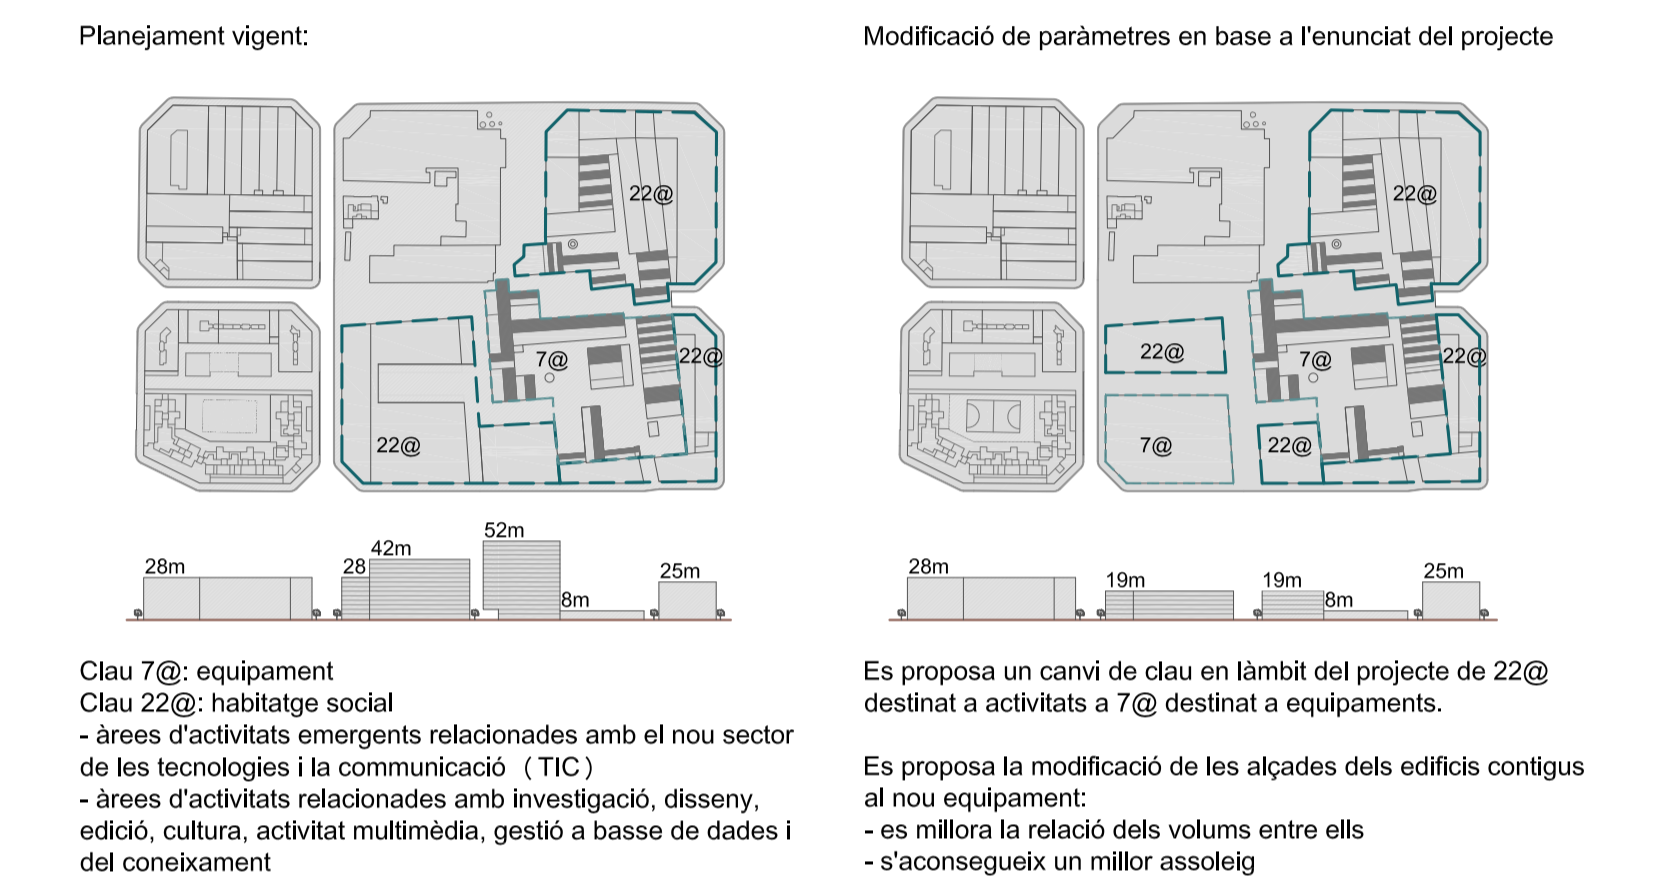 Planejament vigent:
22@
7@
22@
22@
28m
28
42m
52m
8m
25m
Clau 7@: equipament
Clau 22@: habitatge social
- àrees d'activitats emergents relacionades amb el nou sector
de les tecnologies i la communicació (TIC)
- àrees d'activitats relacionades amb investigació, disseny,
edició, cultura, activitat multimèdia, gestió a basse de dades i
del coneixament
Modificació de paràmetres en base a l'enunciat del projecte
22@
22@
7@
22@
7@
22@
28m
19m
19m
8m
25m
Es proposa un canvi de clau en làmbit del projecte de 22@
destinat a activitats a 7@ destinat a equipaments.
Es proposa la modificació de les alçades dels edificis contigus
al nou equipament:
- es millora la relació dels volums entre ells
- s'aconsegueix un millor assoleig